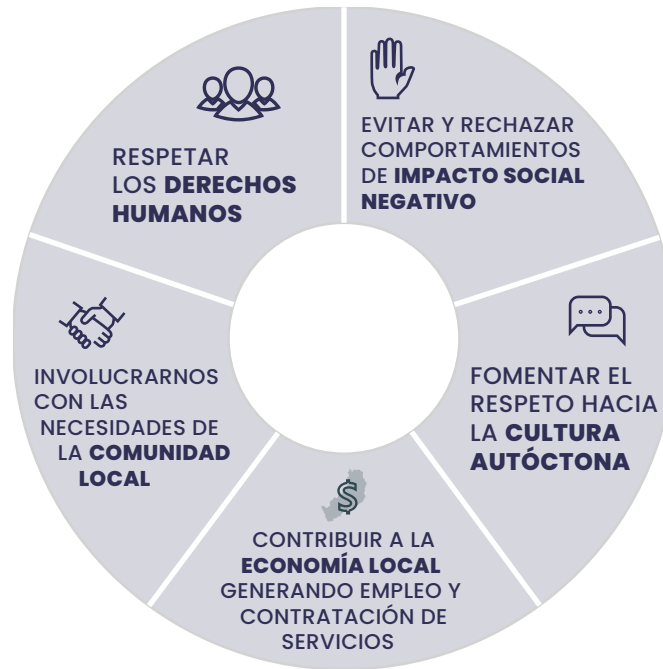 RESPETAR
LOS DERECHOS
HUMANOS
EVITAR Y RECHAZAR
COMPORTAMIENTOS
DE IMPACTO SOCIAL
NEGATIVO
FOMENTAR EL
RESPETO HACIA
LA CULTURA
AUTÓCTONA
CONTRIBUIR A LA
ECONOMÍA LOCAL
GENERANDO EMPLEO Y
CONTRATACIÓN DE
SERVICIOS
INVOLUCRARNOS
CON LAS
NECESIDADES DE
LA COMUNIDAD
LOCAL